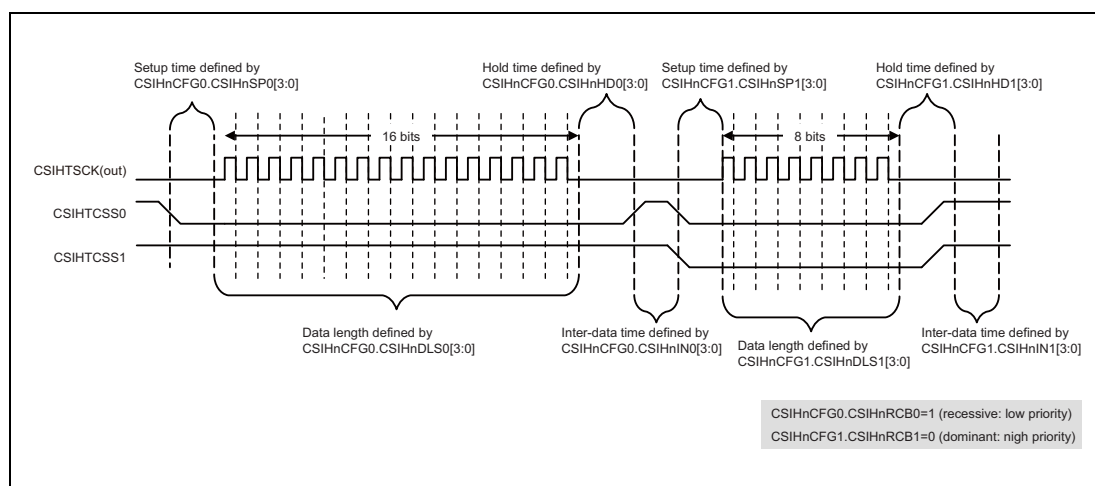 Setup time defined by
CSIHnCFG0.CSIHnSP0[3:0]
Hold time defined by
CSIHnCFG0.CSIHnHD0[3:0]
Setup time defined by
CSIHnCFG1.CSIHnSP1[3:0]
Hold time defined by
CSIHnCFG1.CSIHnHD1[3:0]
16 bits
8 bits
CSIHTSCK(out)
CSIHTCSS0
CSIHTCSS1
Data length defined by
CSIHnCFG0.CSIHnDLS0[3:0]
Inter-data time defined by
CSIHnCFG0.CSIHnIN0[3:0]
Data length defined by
CSIHnCFG1.CSIHnDLS1[3:0]
Inter-data time defined by
CSIHnCFG1.CSIHnIN1[3:0]
CSIHnCFG0.CSIHnRCB0=1 (recessive: low priority)
CSIHnCFG1.CSIHnRCB1=0 (dominant: nigh priority)